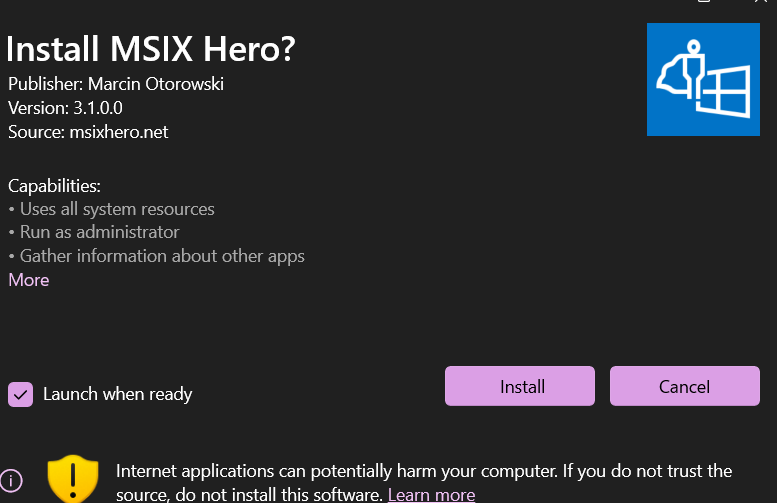 Install MSIX Hero?
Publisher: Marcin Otorowski
Version: 3.1.0.0
Source: msixhero.net
Capabilities:
• Uses all system resources
• Run as administrator
• Gather information about other apps
More
Launch when ready
Install
Cancel
Internet applications can potentially harm your computer. If you do not trust the
source, do not install this software. Learn more